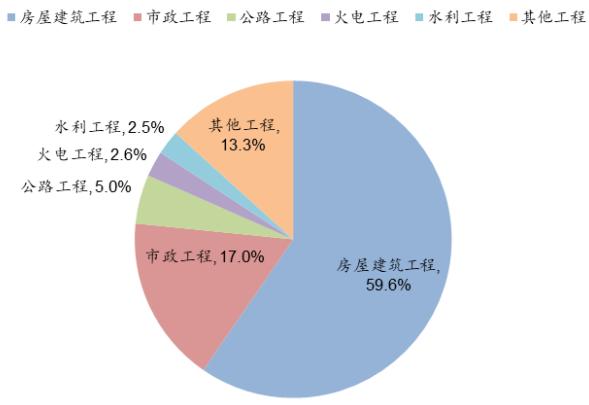 房屋建筑工程 市政工程 公路工程 火电工程 水利工程 其他工程
水利工程, 2.5%
火电工程, 2.6%
公路工程, 5.0%
其他工程,
13.3%
市政工程, 17.0%
房屋建筑工程,
59.6%